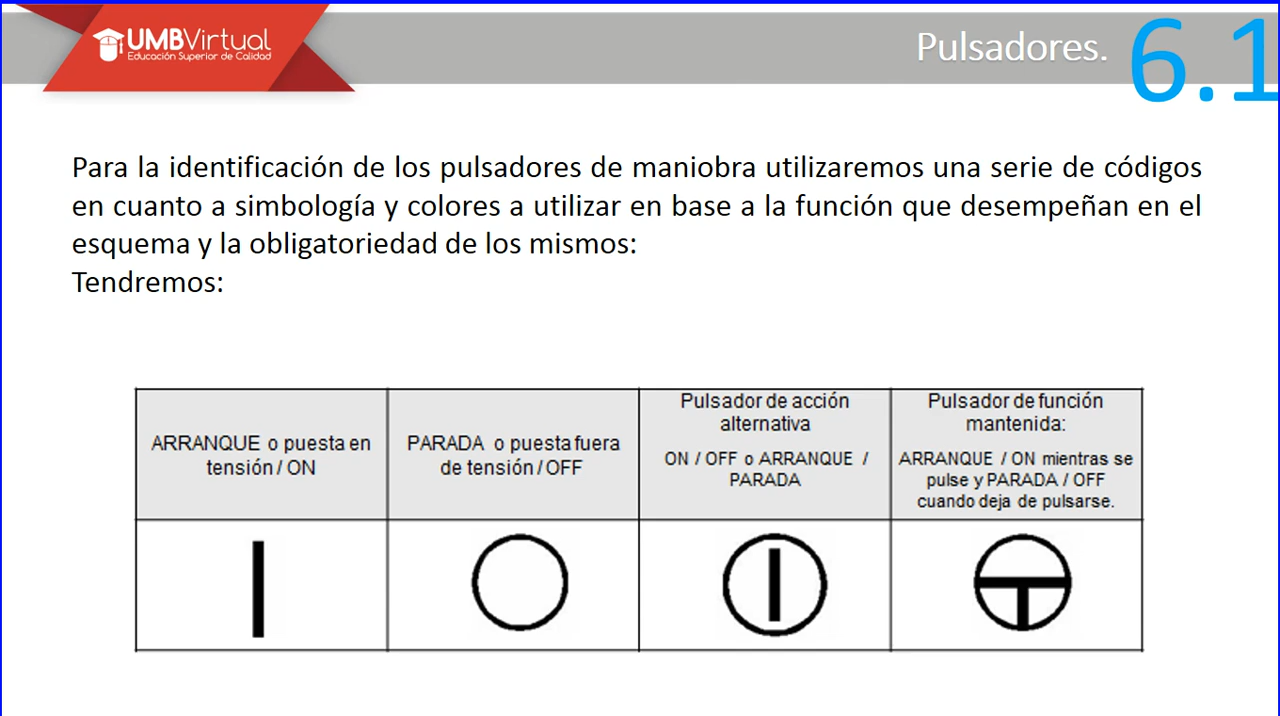 UMBVirtual
Educación Superior de Calidad
Pulsadores.
6.1
Para la identificación de los pulsadores de maniobra utilizaremos una serie de códigos
en cuanto a simbología y colores a utilizar en base a la función que desempeñan en el
esquema y la obligatoriedad de los mismos:
Tendremos:
ARRANQUE o puesta en
tensión / ON
PARADA o puesta fuera
de tensión / OFF
Pulsador de acción
alternativa
ON / OFF o ARRANQUE /
PARADA
Pulsador de función
mantenida:
ARRANQUE / ON mientras se
pulse y PARADA / OFF
cuando deja de pulsarse.